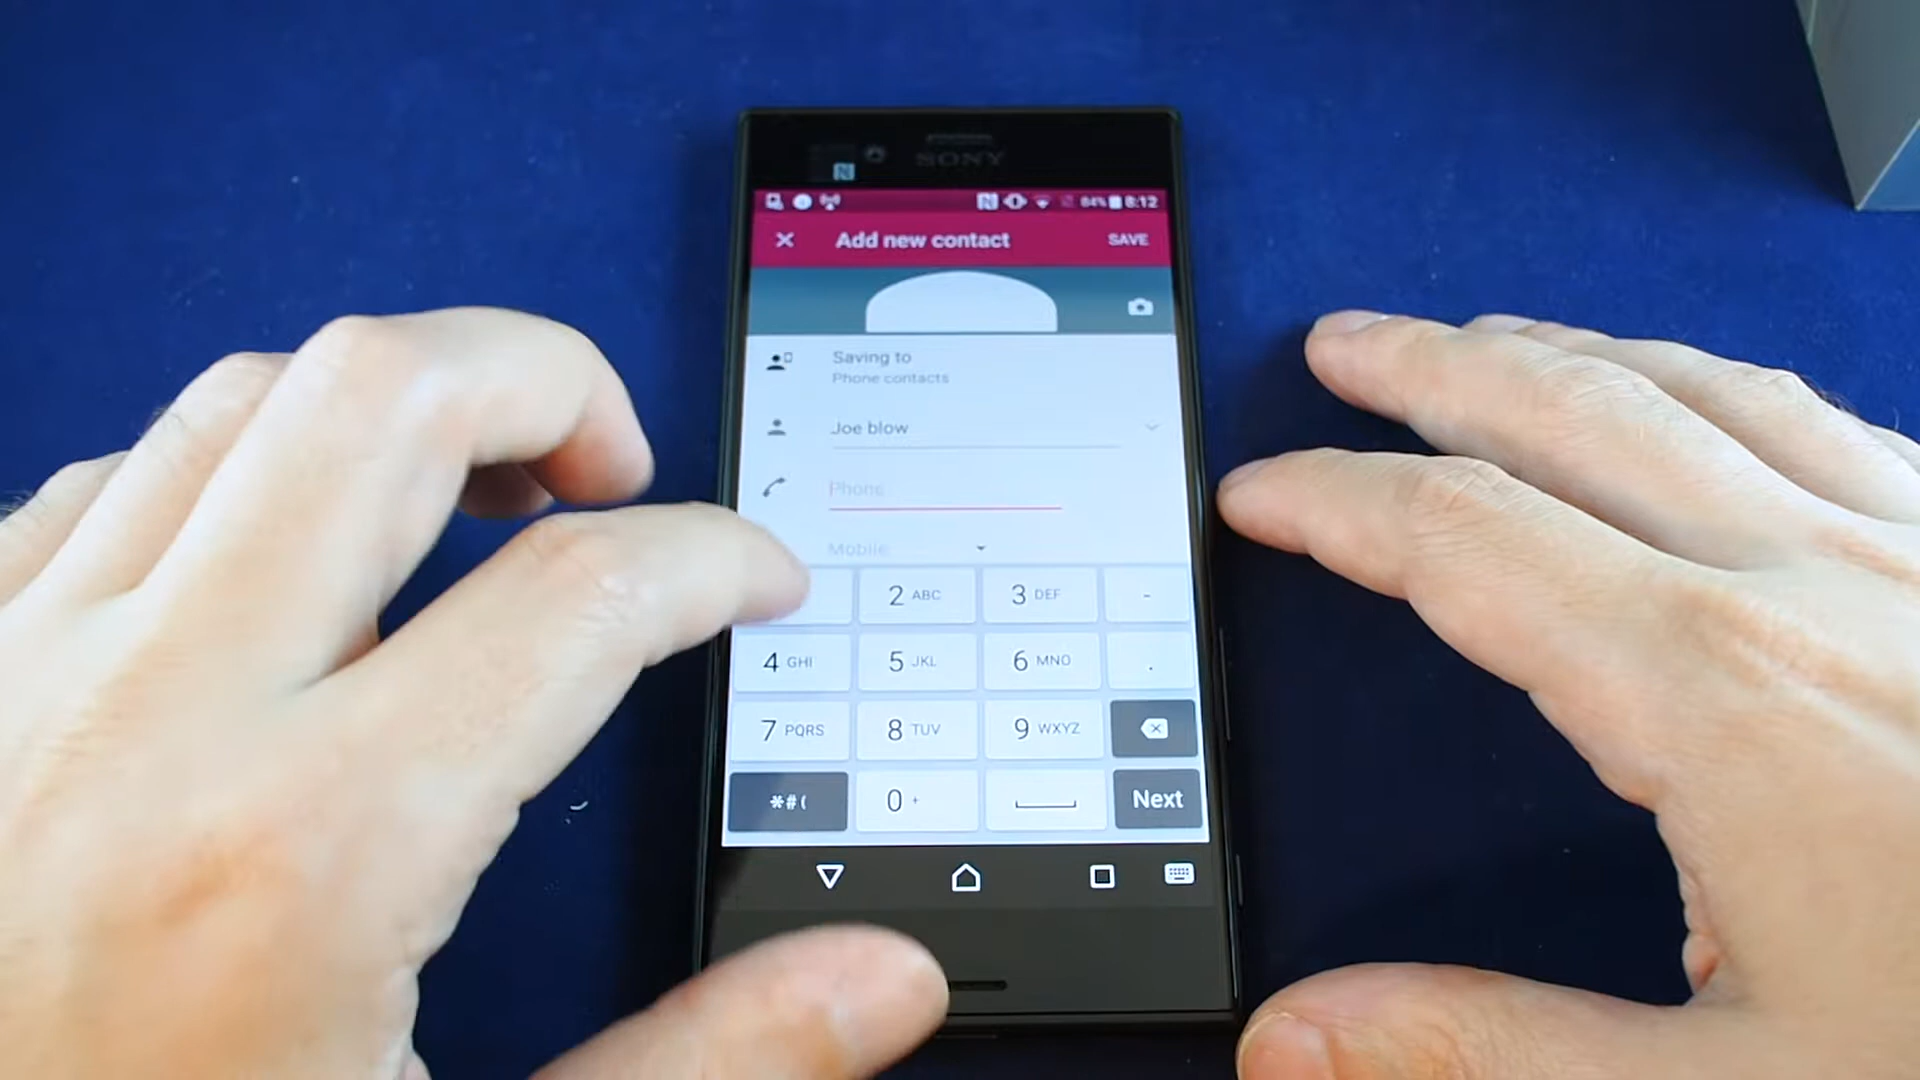 SONY
84% 8:12
Add new contact SAVE
Saving to
Phone contacts
Joe blow
Phone
Mobile
2 ABC 3 DEF -
4 GHI 5 JKL 6 MNO .
7 PQRS 8 TUV 9 WXYZ
*#( 0 + Next